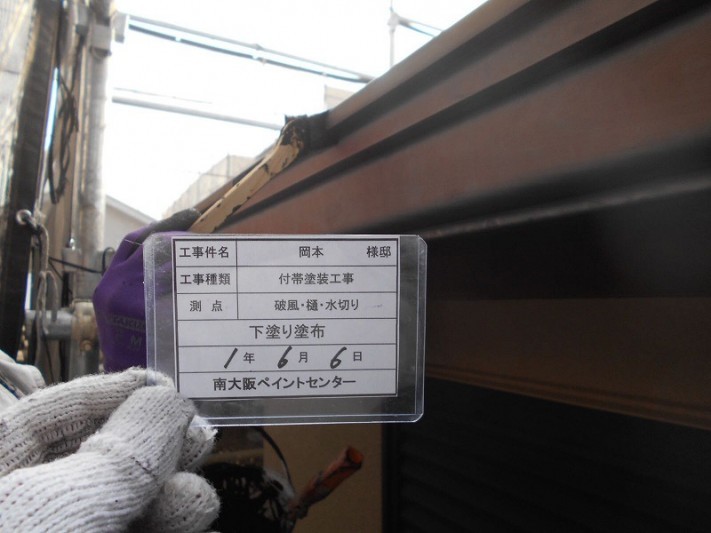 工事件名 岡本 様邸
工事種類 付帯塗装工事
測点 破風・樋・水切り
下塗り塗布
1年 6月 6日
南大阪ペイントセンター